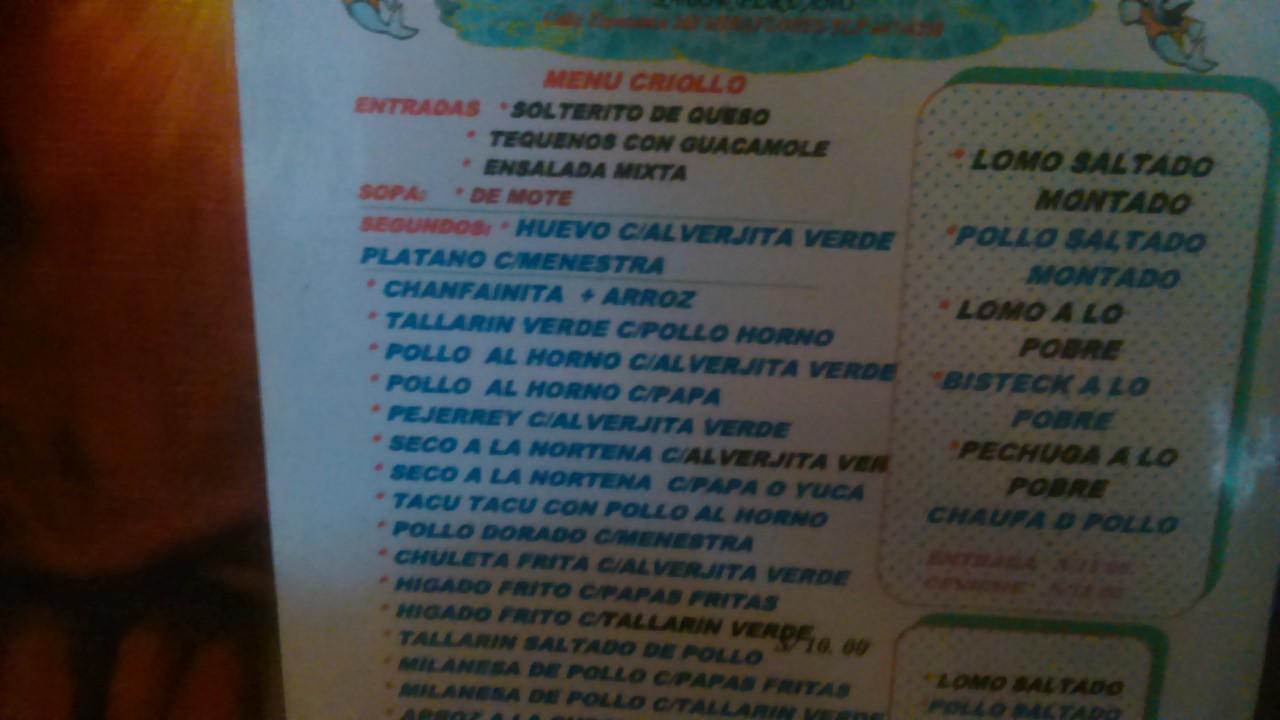 MENU CRIOLLO
ENTRADAS * SOLTERITO DE QUESO
* TEQUENOS CON GUACAMOLE
* ENSALADA MIXTA
SOPA: * DE MOTE
SEGUNDOS: * HUEVO C/ALVERJITA VERDE
PLATANO C/MENESTRA
* CHANFAINITA + ARROZ
* TALLARIN VERDE C/POLLO HORNO
* POLLO AL HORNO C/ALVERJITA VERDE
* POLLO AL HORNO C/PAPA
* PEJERREY C/ALVERJITA VERDE
* SECO A LA NORTENA C/ALVERJITA VER
* SECO A LA NORTENA C/PAPA O YUCA
* TACU TACU CON POLLO AL HORNO
* POLLO DORADO C/MENESTRA
* CHULETA FRITA C/ALVERJITA VERDE
* HIGADO FRITO C/PAPAS FRITAS
* HIGADO FRITO C/TALLARIN VERDE
* TALLARIN SALTADO DE POLLO
S/ 10.00
* MILANESA DE POLLO C/PAPAS FRITAS
* MILANESA DE POLLO C/TALLARIN VERDE
* LOMO SALTADO
MONTADO
* POLLO SALTADO
MONTADO
* LOMO A LO
POBRE
* BISTECK A LO
POBRE
* PECHUGA A LO
POBRE
CHAUFA D POLLO
* LOMO SALTADO
* POLLO SALTADO